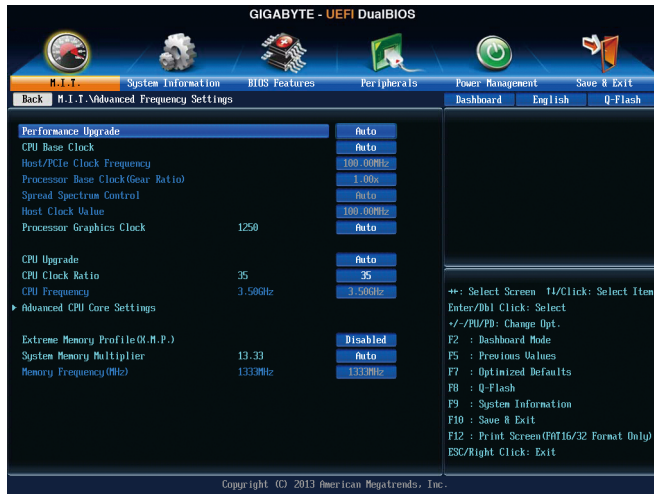 GIGABYTE - UEFI DualBIOS
M.I.T. System Information BIOS Features Peripherals Power Management Save & Exit
Back M.I.T.\Advanced Frequency Settings Dashboard English Q-Flash
Performance Upgrade Auto
CPU Base Clock Auto
Host/PCIe Clock Frequency 100.00MHz
Processor Base Clock(Gear Ratio) 1.00x
Spread Spectrum Control Auto
Host Clock Value 100.00MHz
Processor Graphics Clock 1250 Auto
CPU Upgrade Auto
CPU Clock Ratio 35 35
CPU Frequency 3.50GHz 3.50GHz
Advanced CPU Core Settings
Extreme Memory Profile(X.M.P.) Disabled
System Memory Multiplier 13.33 Auto
Memory Frequency(MHz) 1333MHz 1333MHz
→←: Select Screen ↑↓/Click: Select Item
Enter/Dbl Click: Select
+/-/PU/PD: Change Opt.
F2 : Dashboard Mode
F5 : Previous Values
F7 : Optimized Defaults
F8 : Q-Flash
F9 : System Information
F10 : Save & Exit
F12 : Print Screen(FAT16/32 Format Only)
ESC/Right Click: Exit
Copyright (C) 2013 American Megatrends, Inc.